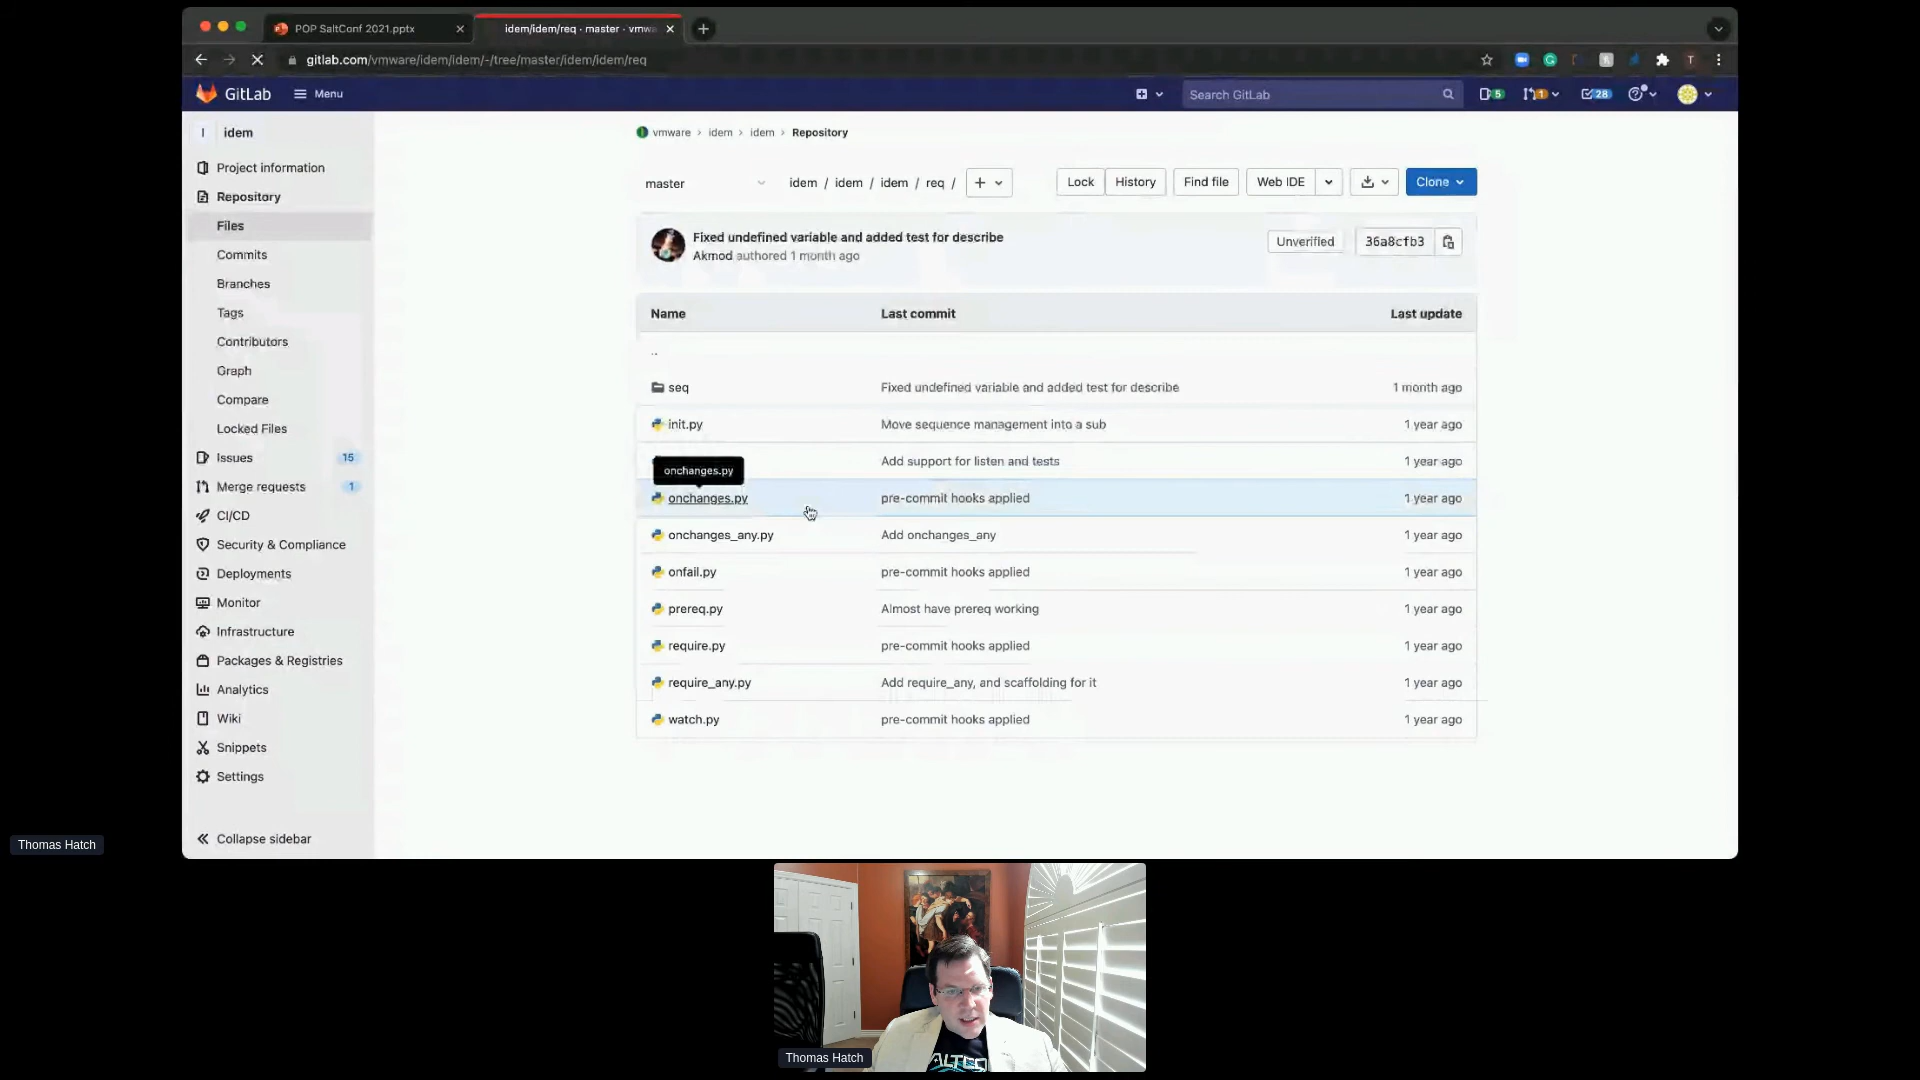 POP SaltConf 2021.pptx
idem/idem/req · master · vmwa
gitlab.com/vmware/idem/idem/-/tree/master/idem/idem/req
GitLab
Menu
Search GitLab
5
1
28
T
I
idem
Project information
Repository
Files
Commits
Branches
Tags
Contributors
Graph
Compare
Locked Files
Issues 15
Merge requests 1
CI/CD
Security & Compliance
Deployments
Monitor
Infrastructure
Packages & Registries
Analytics
Wiki
Snippets
Settings
Collapse sidebar
vmware > idem > idem > Repository
master
idem / idem / idem / req /
Lock
History
Find file
Web IDE
Clone
Fixed undefined variable and added test for describe
Akmod authored 1 month ago
Unverified
36a8cfb3
Name Last commit Last update
..
seq Fixed undefined variable and added test for describe 1 month ago
init.py Move sequence management into a sub 1 year ago
Add support for listen and tests 1 year ago
onchanges.py
onchanges.py pre-commit hooks applied 1 year ago
onchanges_any.py Add onchanges_any 1 year ago
onfail.py pre-commit hooks applied 1 year ago
prereq.py Almost have prereq working 1 year ago
require.py pre-commit hooks applied 1 year ago
require_any.py Add require_any, and scaffolding for it 1 year ago
watch.py pre-commit hooks applied 1 year ago
Thomas Hatch
Thomas Hatch